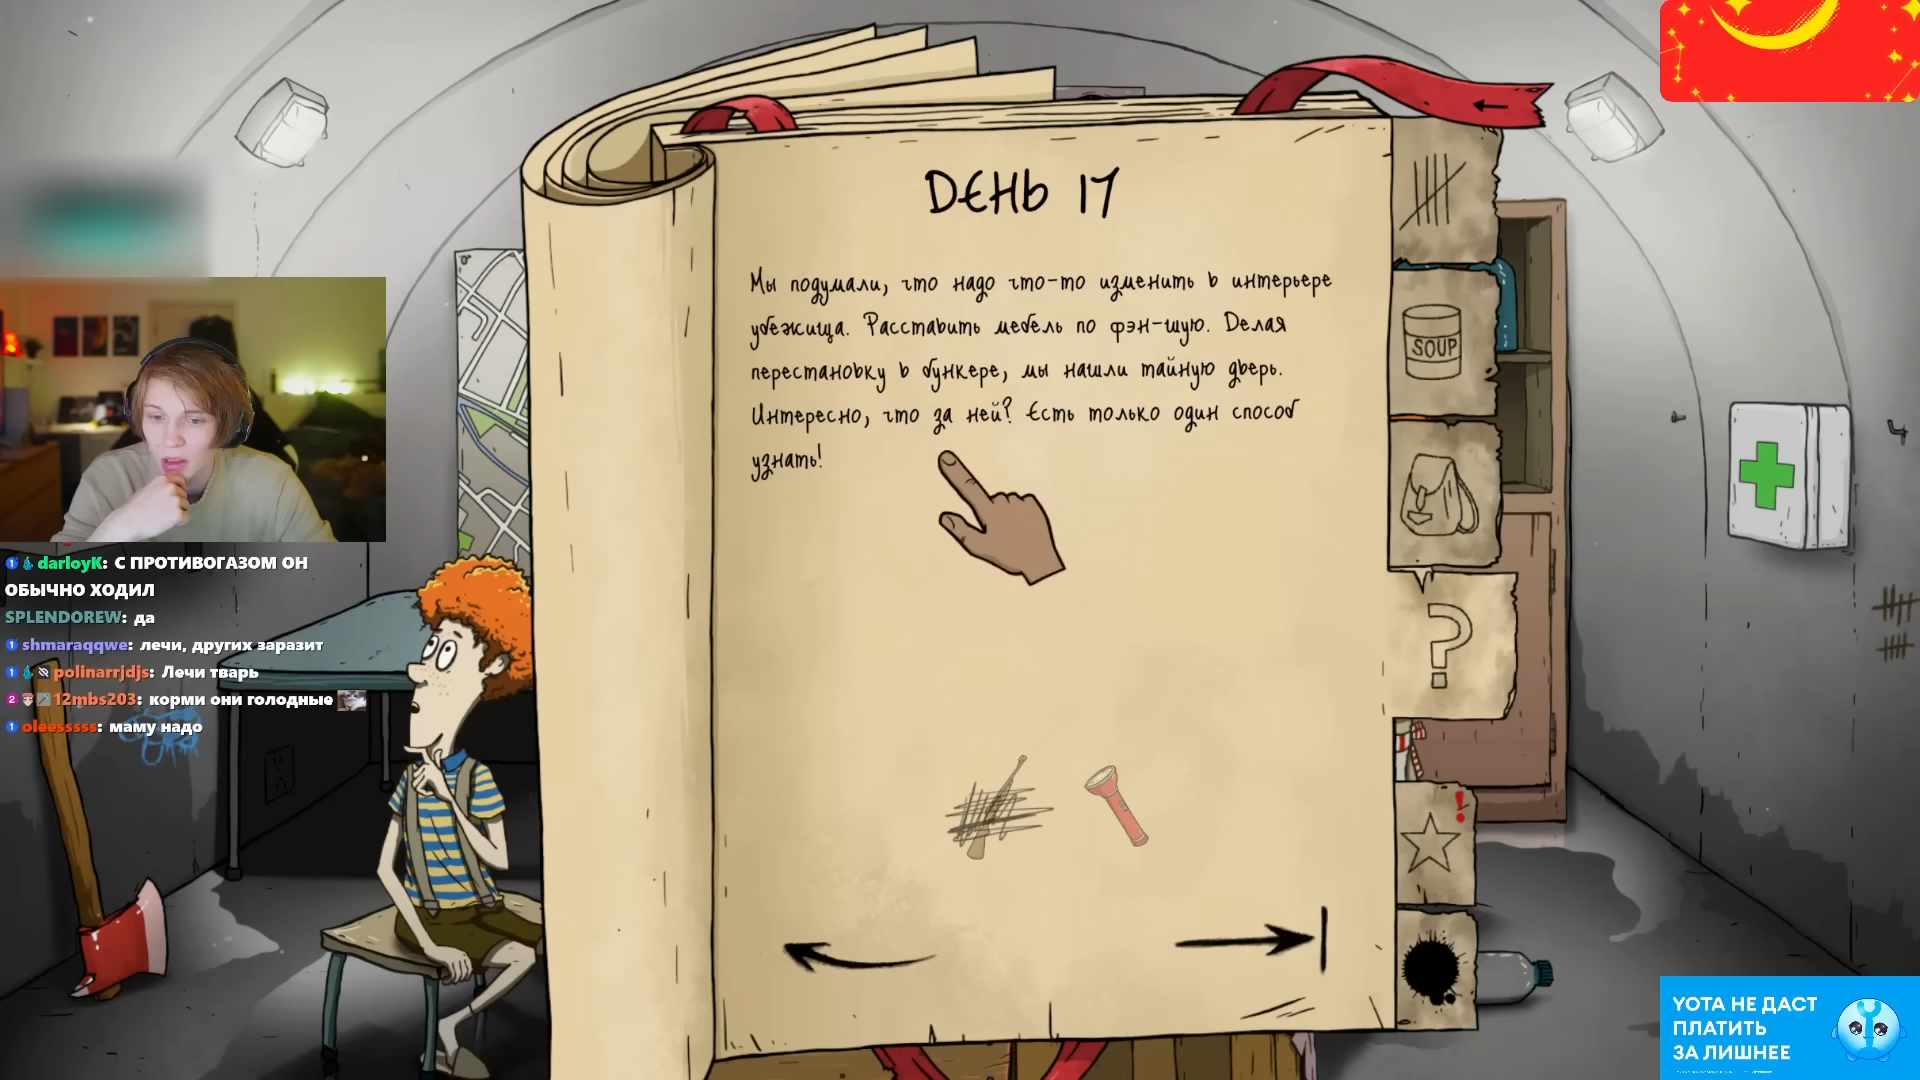 ДЕНЬ 17
Мы подумали, что надо что-то изменить в интерьере
убежища. Расставить мебель по фэн-шую. Делая
перестановку в бункере, мы нашли тайную дверь.
Интересно, что за ней? Есть только один способ
узнать!
SOUP
?
!
darloyK: С ПРОТИВОГАЗОМ ОН
ОБЫЧНО ХОДИЛ
SPLENDOREW: да
shmaraqqwe: лечи, других заразит
polinarrjdjs: Лечи тварь
12mbs203: корми они голодные
oleesssss: маму надо
YOTA НЕ ДАСТ
ПЛАТИТЬ
ЗА ЛИШНЕЕ